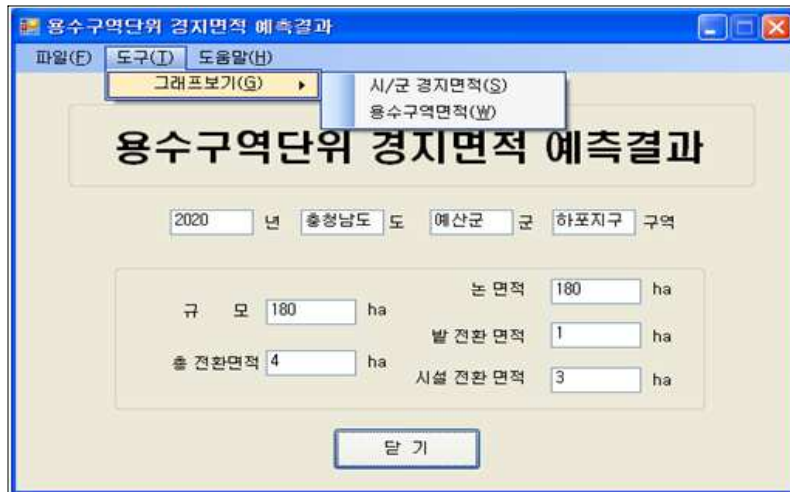 용수구역단위 경지면적 예측결과
파일(F) 도구(T) 도움말(H)
그래프보기(G)
시/군 경지면적(S)
용수구역면적(W)
용수구역단위 경지면적 예측결과
2020 년 충청남도 도 예산군 군 하포지구 구역
논 면적 180 ha
규 모 180 ha
밭 전환 면적 1 ha
총 전환면적 4 ha
시설 전환 면적 3 ha
닫 기